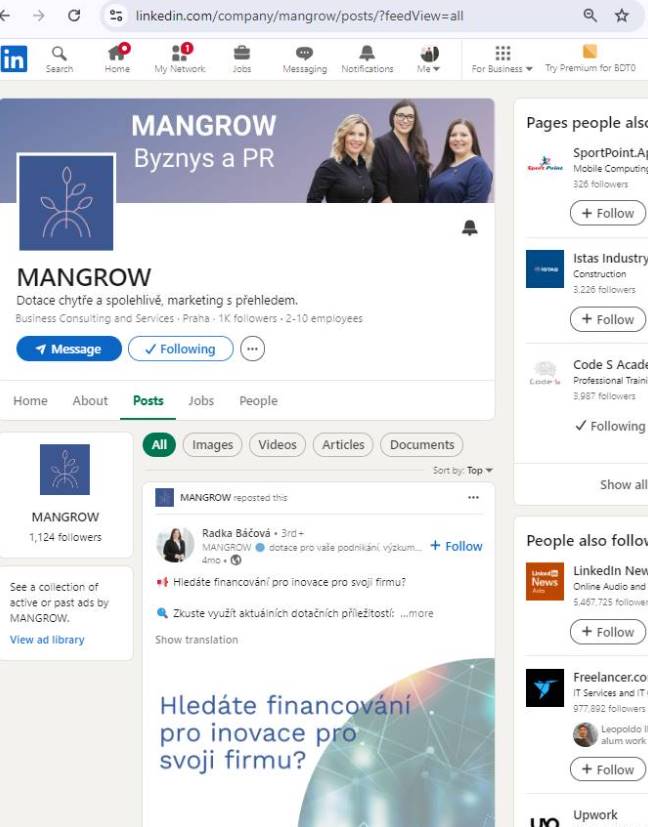 linkedin.com/company/mangrow/posts/?feedView=all
in
Search
Home
1
My Network
Jobs
Messaging
Notifications
Me
For Business
Try Premium for BDT0
MANGROW
Byznys a PR
MANGROW
Dotace chytře a spolehlivě, marketing s přehledem.
Business Consulting and Services · Praha · 1K followers · 2-10 employees
Message
Following
Home
About
Posts
Jobs
People
MANGROW
1,124 followers
See a collection of
active or past ads by
MANGROW.
View ad library
All
Images
Videos
Articles
Documents
Sort by: Top
MANGROW reposted this
Radka Báčová • 3rd+
MANGROW dotace pro vaše podnikání, výzkum...
4mo •
+ Follow
Hledáte financování pro inovace pro svoji firmu?
Zkuste využít aktuálních dotačních příležitostí: ...more
Show translation
Hledáte financování
pro inovace pro
svoji firmu?
Pages people also
Sport Point
SportPoint.Ap
Mobile Computing
326 followers
+ Follow
Istas Industry
Construction
3,226 followers
+ Follow
Code S Acade
Professional Traini
3,987 followers
Following
Show all
People also follow
LinkedIn News Asia
LinkedIn New
Online Audio and
5,467,725 follower
+ Follow
Freelancer.co
IT Services and IT
977,892 followers
Leopoldo
alum work
+ Follow
Upwork